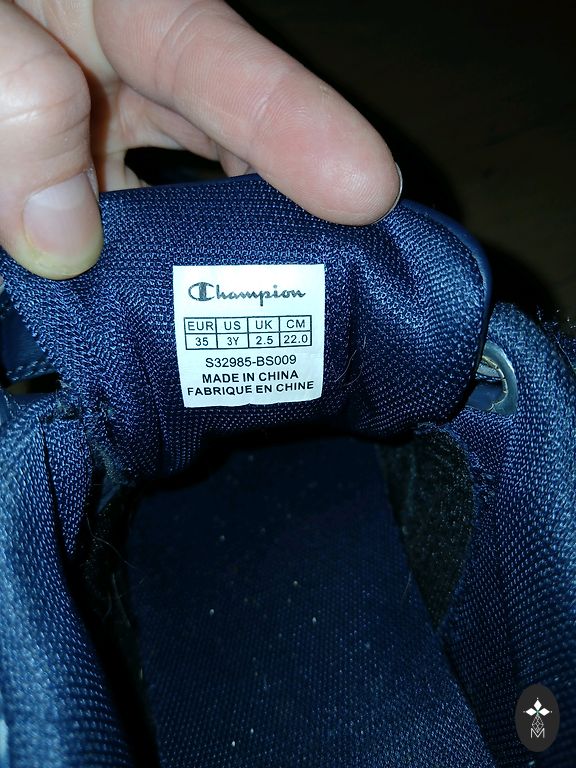 Champion
EUR US UK CM
35 3Y 2.5 22.0
S32985-BS009
MADE IN CHINA
FABRIQUE EN CHINE